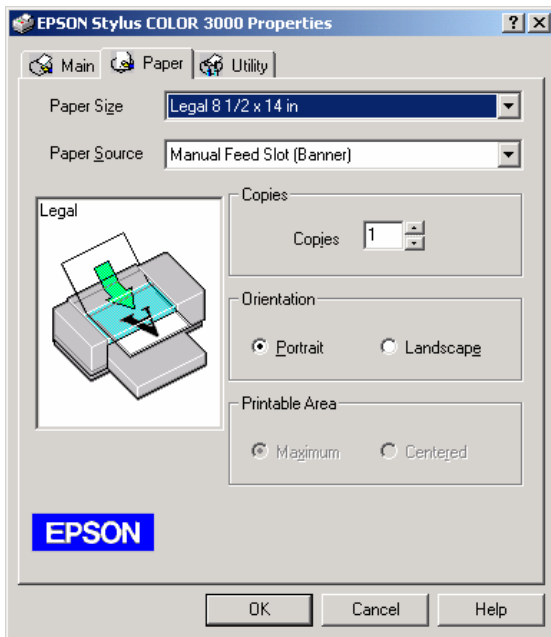 EPSON Stylus COLOR 3000 Properties
Main Paper Utility
Paper Size Legal 8 1/2 x 14 in
Paper Source Manual Feed Slot (Banner)
Legal
A
Copies
Copies 1
Orientation
Portrait Landscape
Printable Area
Maximum Centered
EPSON
OK Cancel Help